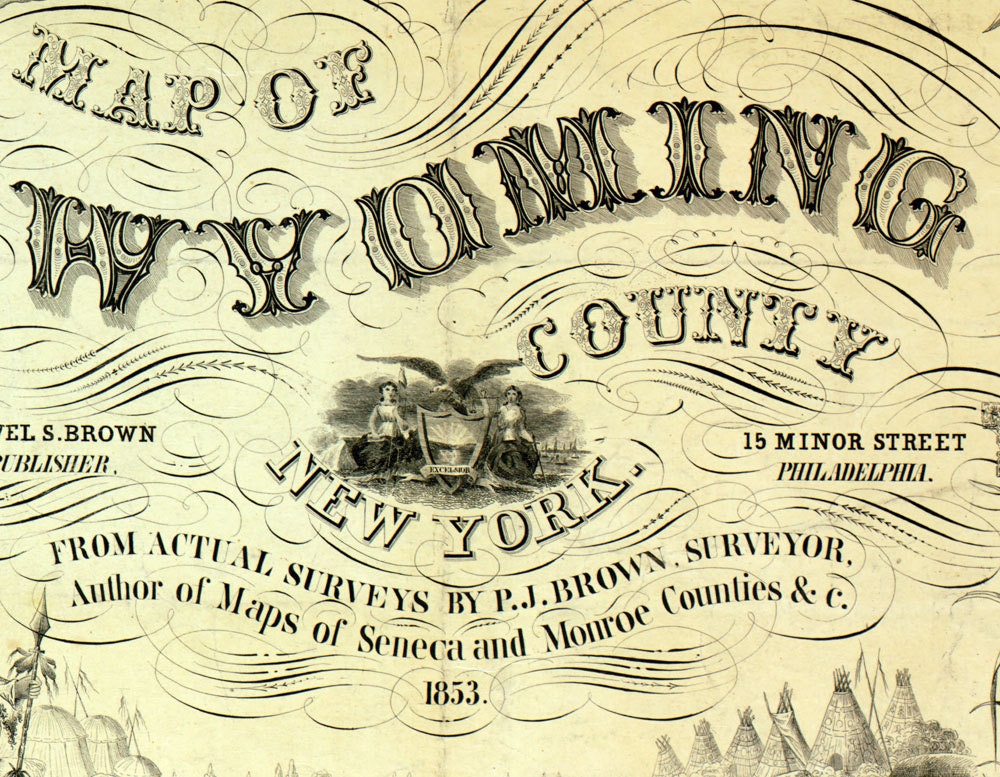 MAP OF
WYOMING
COUNTY
EXCELSIOR
NEW YORK.
VEL S. BROWN
PUBLISHER,
15 MINOR STREET
PHILADELPHIA.
FROM ACTUAL SURVEYS BY P.J. BROWN, SURVEYOR,
Author of Maps of Seneca and Monroe Counties & c.
1853.